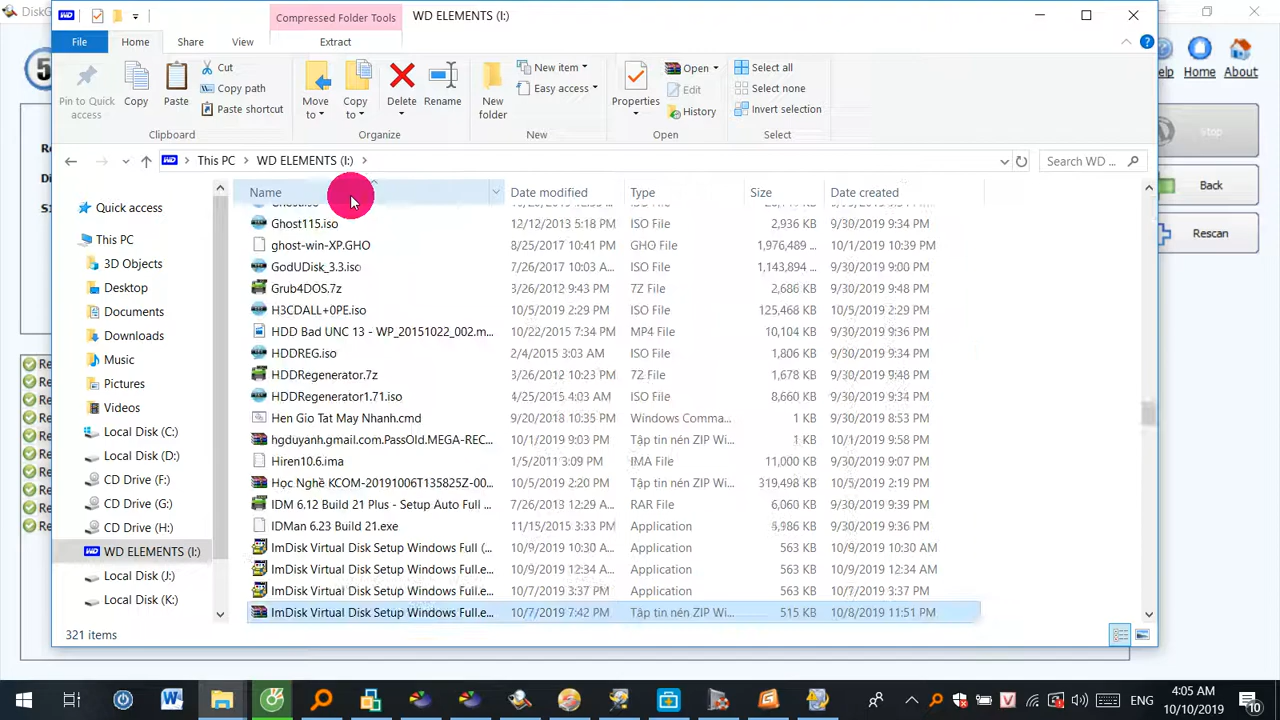 DiskG
Compressed Folder Tools
WD ELEMENTS (I:)
File
Home
Share
View
Extract
Pin to Quick access
Copy
Paste
Cut
Copy path
Paste shortcut
Move to
Copy to
Delete
Rename
New folder
New item
Easy access
Properties
Open
Edit
History
Select all
Select none
Invert selection
Clipboard
Organize
New
Open
Select
This PC
WD ELEMENTS (I:)
Search WD ...
Name
Date modified
Type
Size
Date created
Ghost115.iso 12/12/2013 5:18 PM ISO File 2,936 KB 9/30/2019 9:34 PM
ghost-win-XP.GHO 8/25/2017 10:41 PM GHO File 1,976,489 ... 10/1/2019 10:39 PM
GodUDisk_3.3.iso 7/26/2017 10:03 A... ISO File 1,143,894 ... 9/30/2019 9:00 PM
Grub4DOS.7z 3/26/2012 9:43 PM 7Z File 2,686 KB 9/30/2019 9:48 PM
H3CDALL+0PE.iso 10/5/2019 2:29 PM ISO File 125,468 KB 10/5/2019 2:29 PM
HDD Bad UNC 13 - WP_20151022_002.m... 10/22/2015 7:34 PM MP4 File 10,104 KB 9/30/2019 9:36 PM
HDDREG.iso 2/4/2015 3:03 AM ISO File 1,806 KB 9/30/2019 9:34 PM
HDDRegenerator.7z 3/26/2012 10:23 PM 7Z File 1,678 KB 9/30/2019 9:48 PM
HDDRegenerator1.71.iso 4/25/2015 4:03 AM ISO File 8,660 KB 9/30/2019 9:34 PM
Hen Gio Tat May Nhanh.cmd 9/20/2018 10:35 PM Windows Comma... 1 KB 9/30/2019 8:53 PM
hgduyanh.gmail.com.PassOld.MEGA-REC... 10/1/2019 9:03 PM Tập tin nén ZIP Wi... 1 KB 10/1/2019 9:58 PM
Hiren10.6.ima 1/5/2011 3:09 PM IMA File 11,000 KB 9/30/2019 9:07 PM
Học Nghề KCOM-20191006T135825Z-00... 10/5/2019 2:20 PM Tập tin nén ZIP Wi... 319,498 KB 10/5/2019 2:19 PM
IDM 6.12 Build 21 Plus - Setup Auto Full ... 7/26/2013 12:29 A... RAR File 6,060 KB 9/30/2019 9:39 PM
IDMan 6.23 Build 21.exe 11/15/2015 3:33 PM Application 6,986 KB 9/30/2019 9:36 PM
ImDisk Virtual Disk Setup Windows Full (... 10/9/2019 10:30 AM Application 563 KB 10/9/2019 10:30 AM
ImDisk Virtual Disk Setup Windows Full.e... 10/9/2019 12:34 A... Application 563 KB 10/9/2019 12:34 AM
ImDisk Virtual Disk Setup Windows Full.e... 10/7/2019 3:37 PM Application 563 KB 10/7/2019 3:37 PM
ImDisk Virtual Disk Setup Windows Full.e... 10/7/2019 7:42 PM Tập tin nén ZIP Wi... 515 KB 10/8/2019 11:51 PM
Quick access
This PC
3D Objects
Desktop
Documents
Downloads
Music
Pictures
Videos
Local Disk (C:)
Local Disk (D:)
CD Drive (F:)
CD Drive (G:)
CD Drive (H:)
WD ELEMENTS (I:)
Local Disk (J:)
Local Disk (K:)
321 items
Home
About
Stop
Back
Rescan
ENG
4:05 AM
10/10/2019
10